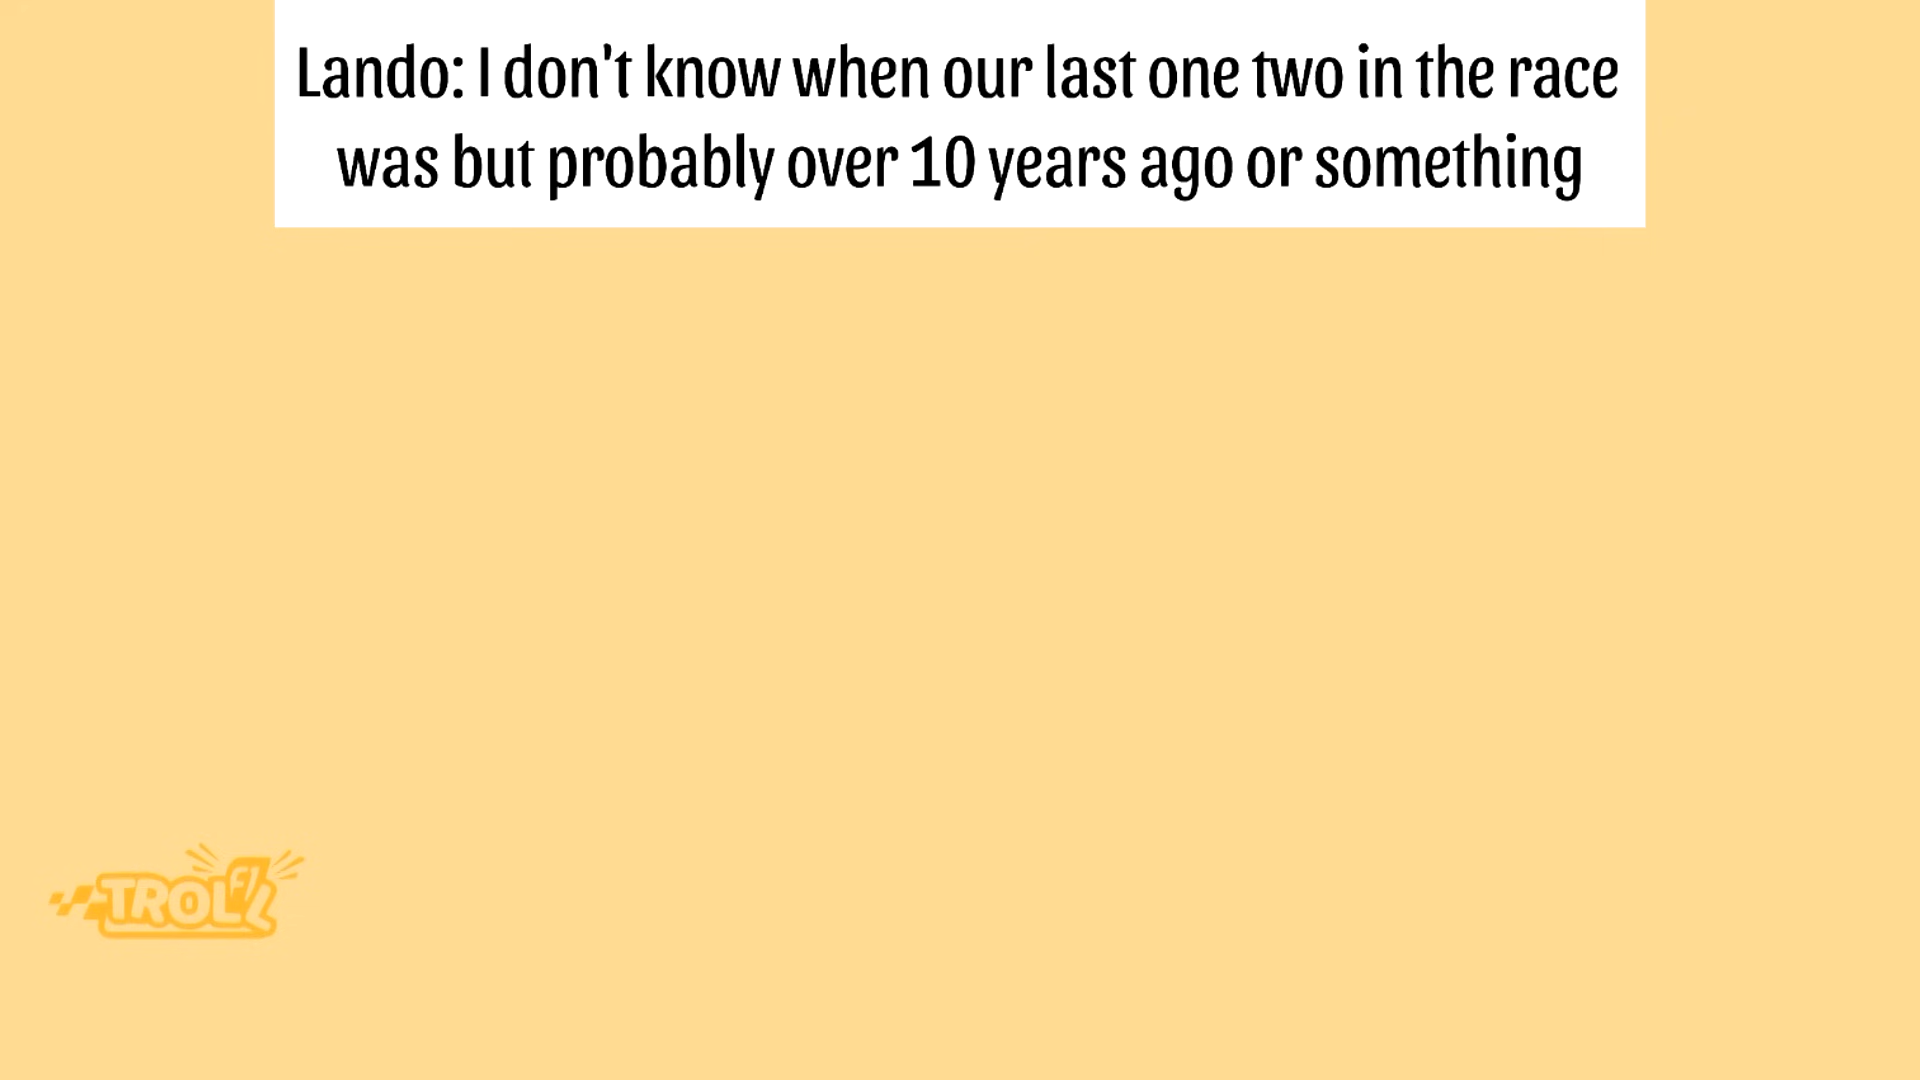 Lando: I don't know when our last one two in the race
was but probably over 10 years ago or something
TROLL
F1